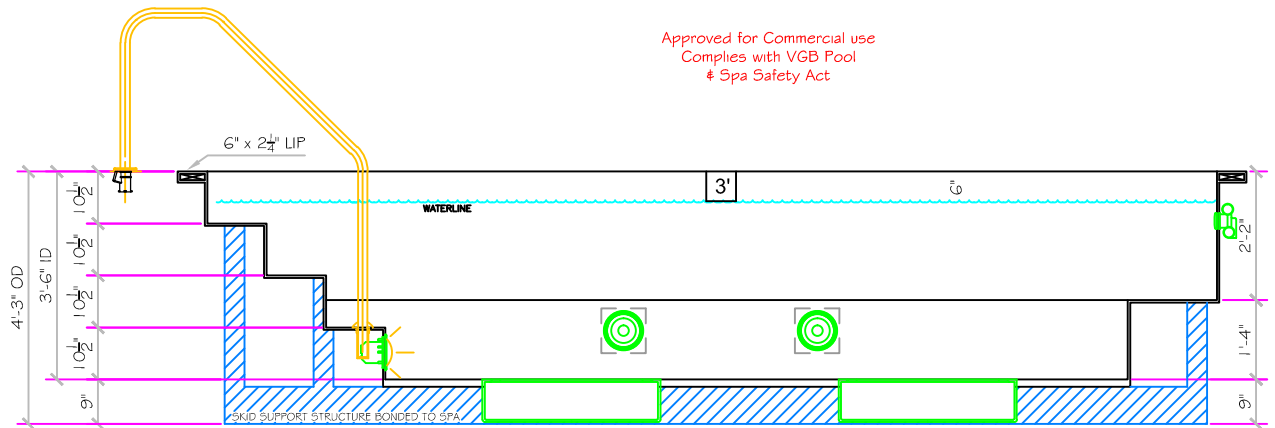 Approved for Commercial use
Complies with VGB Pool
& Spa Safety Act
6" x 2¼" LIP
3'
6"
WATERLINE
10½"
10½"
10½"
10½"
9"
3'-6" ID
4'-3" OD
2'-2"
1'-4"
9"
SKID SUPPORT STRUCTURE BONDED TO SPA